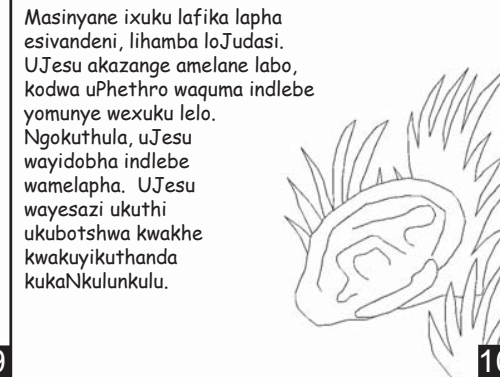 Masinyane ixuku lafika lapha
esivandeni, lihamba loJudasi.
UJesu akazange amelane labo,
kodwa uPhethro waquma indlebe
yomunye wexuku lelo.
Ngokuthula, uJesu
wayidobha indlebe
wamelapha. UJesu
wayesazi ukuthi
ukubotshwa kwakhe
kwakuyikuthanda
kukaNkulunkulu.
9